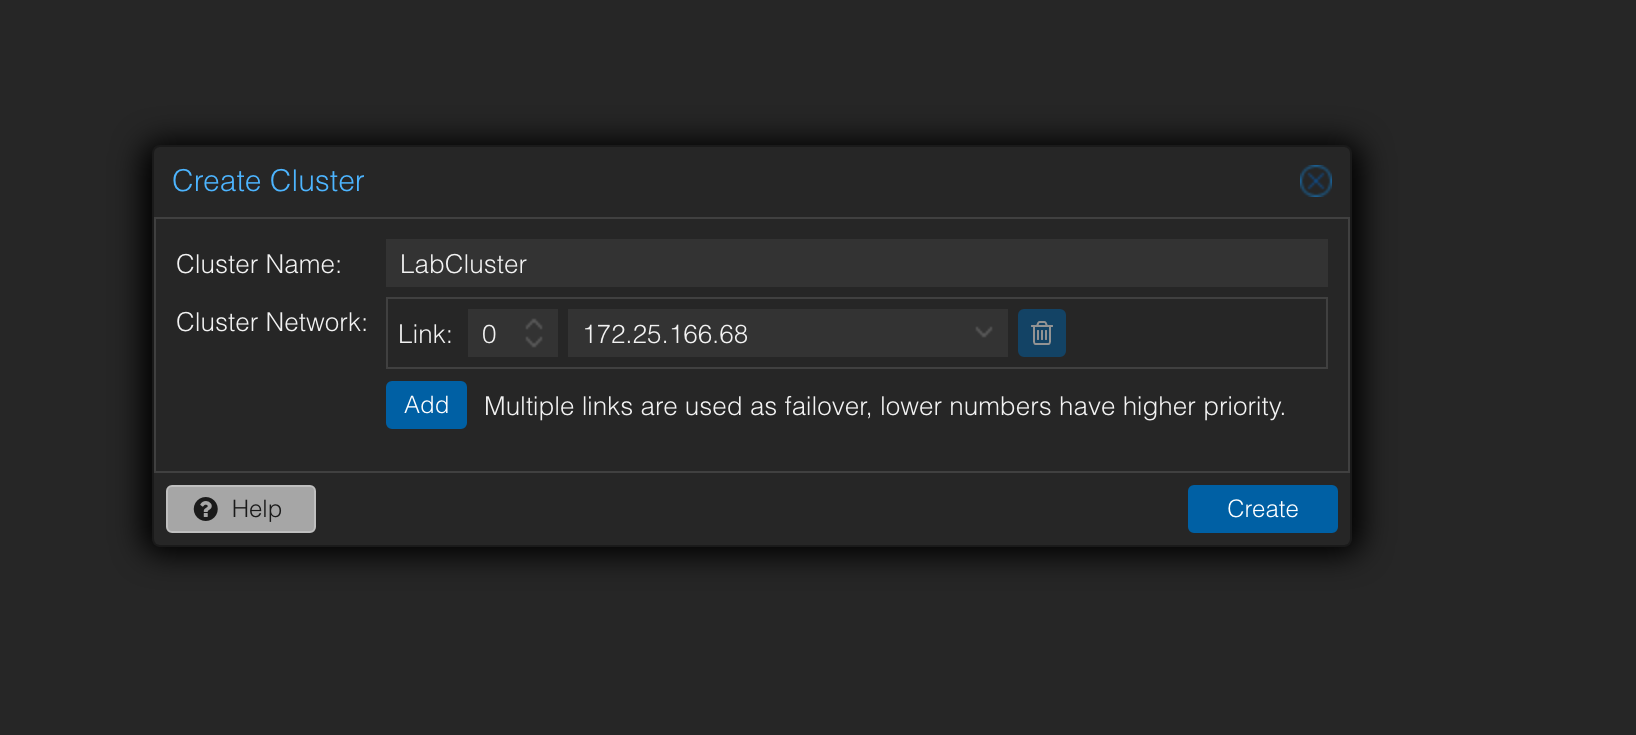 Create Cluster
Cluster Name: LabCluster
Cluster Network: Link: 0 172.25.166.68
Add Multiple links are used as failover, lower numbers have higher priority.
Help Create